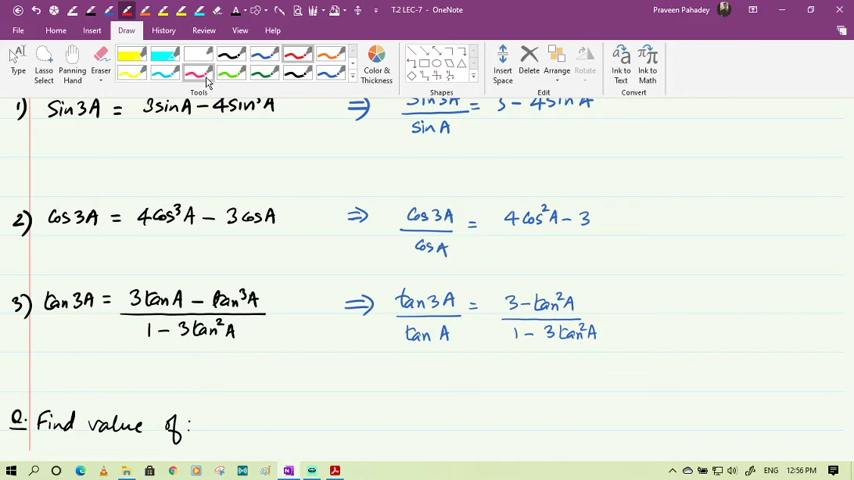 T.2 LEC-7 - OneNote
Praveen Pahadey
File Home Insert Draw History Review View Help
Type
Lasso Select
Panning Hand
Eraser
Color & Thickness
Insert Space
Delete
Arrange
Ink to Text
Ink to Math
Tools
Shapes
Edit
Convert
1) Sin3A = 3sinA – 4sin³A ⇒ Sin3A / sinA = 3 – 4sin²A
2) Cos3A = 4Cos³A – 3CosA ⇒ Cos3A / CosA = 4Cos²A – 3
3) tan3A = 3tanA – tan³A / 1 – 3tan²A ⇒ tan3A / tanA = 3 – tan²A / 1 – 3tan²A
Q. Find value of :
ENG 12:56 PM